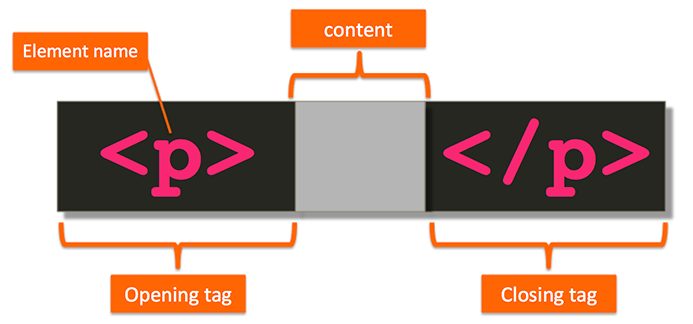 content
Element name
<p> </p>
Opening tag
Closing tag